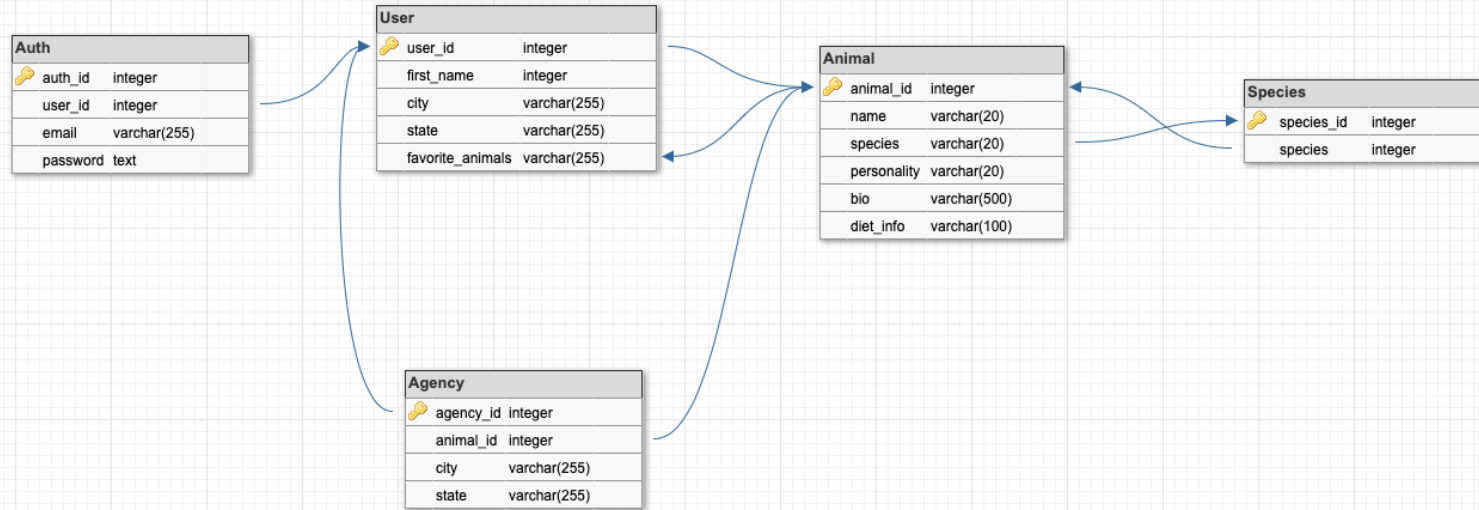 Auth
auth_id integer
user_id integer
email varchar(255)
password text
User
user_id integer
first_name integer
city varchar(255)
state varchar(255)
favorite_animals varchar(255)
Animal
animal_id integer
name varchar(20)
species varchar(20)
personality varchar(20)
bio varchar(500)
diet_info varchar(100)
Species
species_id integer
species integer
Agency
agency_id integer
animal_id integer
city varchar(255)
state varchar(255)